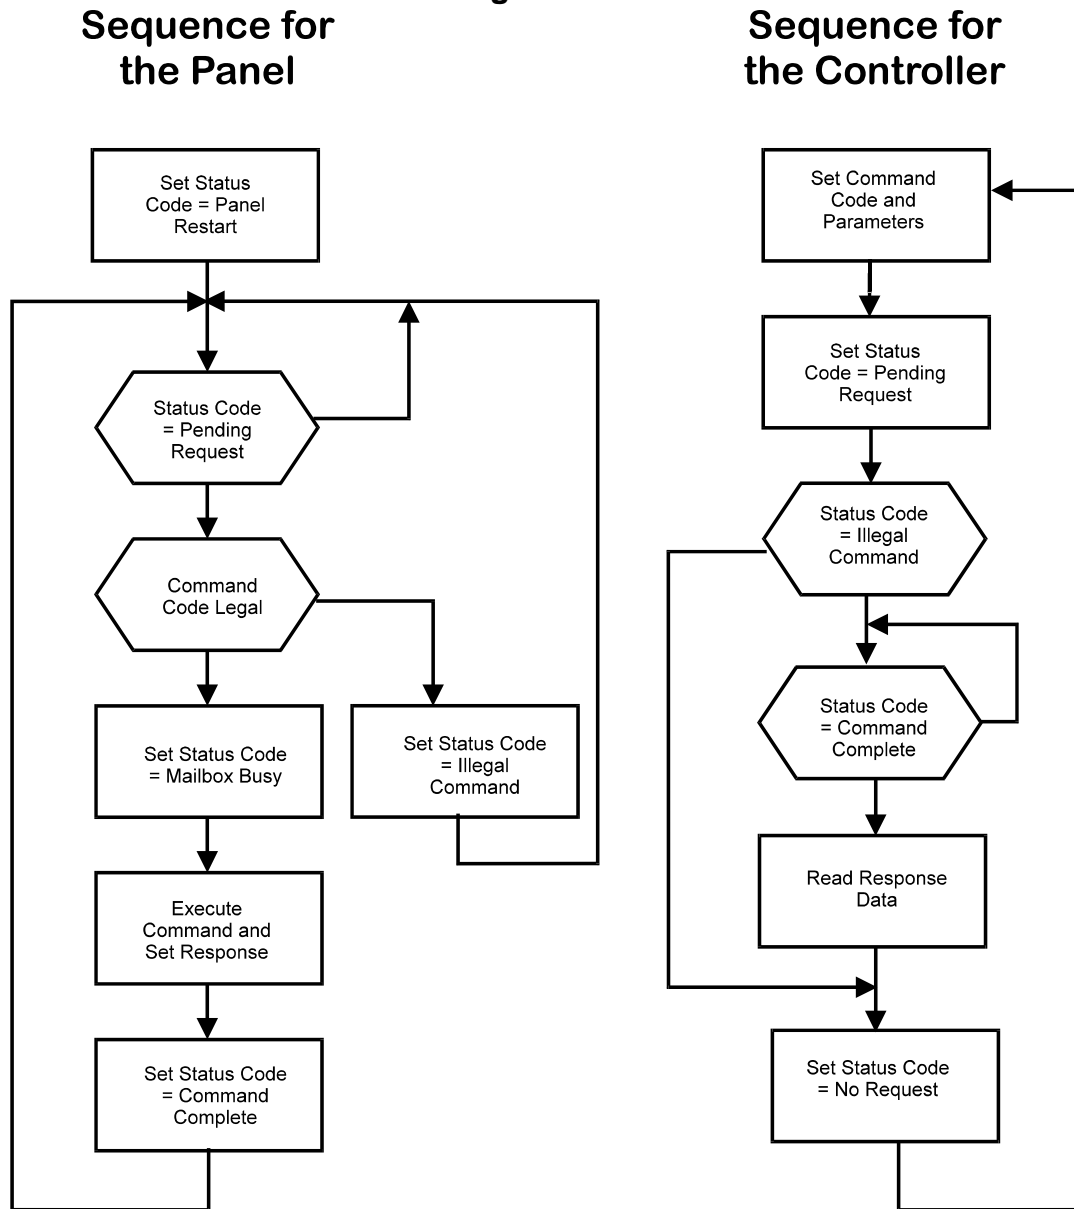 Sequence for
the Panel
Set Status
Code = Panel
Restart
Status Code
= Pending
Request
Command
Code Legal
Set Status Code
= Mailbox Busy
Set Status Code
= Illegal
Command
Execute
Command and
Set Response
Set Status Code
= Command
Complete
Sequence for
the Controller
Set Command
Code and
Parameters
Set Status
Code = Pending
Request
Status Code
= Illegal
Command
Status Code
= Command
Complete
Read Response
Data
Set Status Code
= No Request